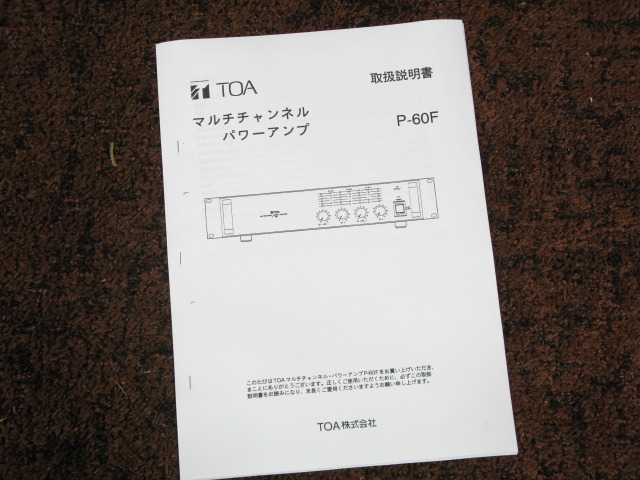 TOA
取扱説明書
マルチチャンネル
パワーアンプ
P-60F
このたびはTOAマルチチャンネル・パワーアンプP-60Fをお買い上げいただき、
まことにありがとうございます。正しくご使用いただくために、必ずこの取扱
説明書をお読みになり、末長くご愛用くださいますようお願い申し上げます。
TOA株式会社